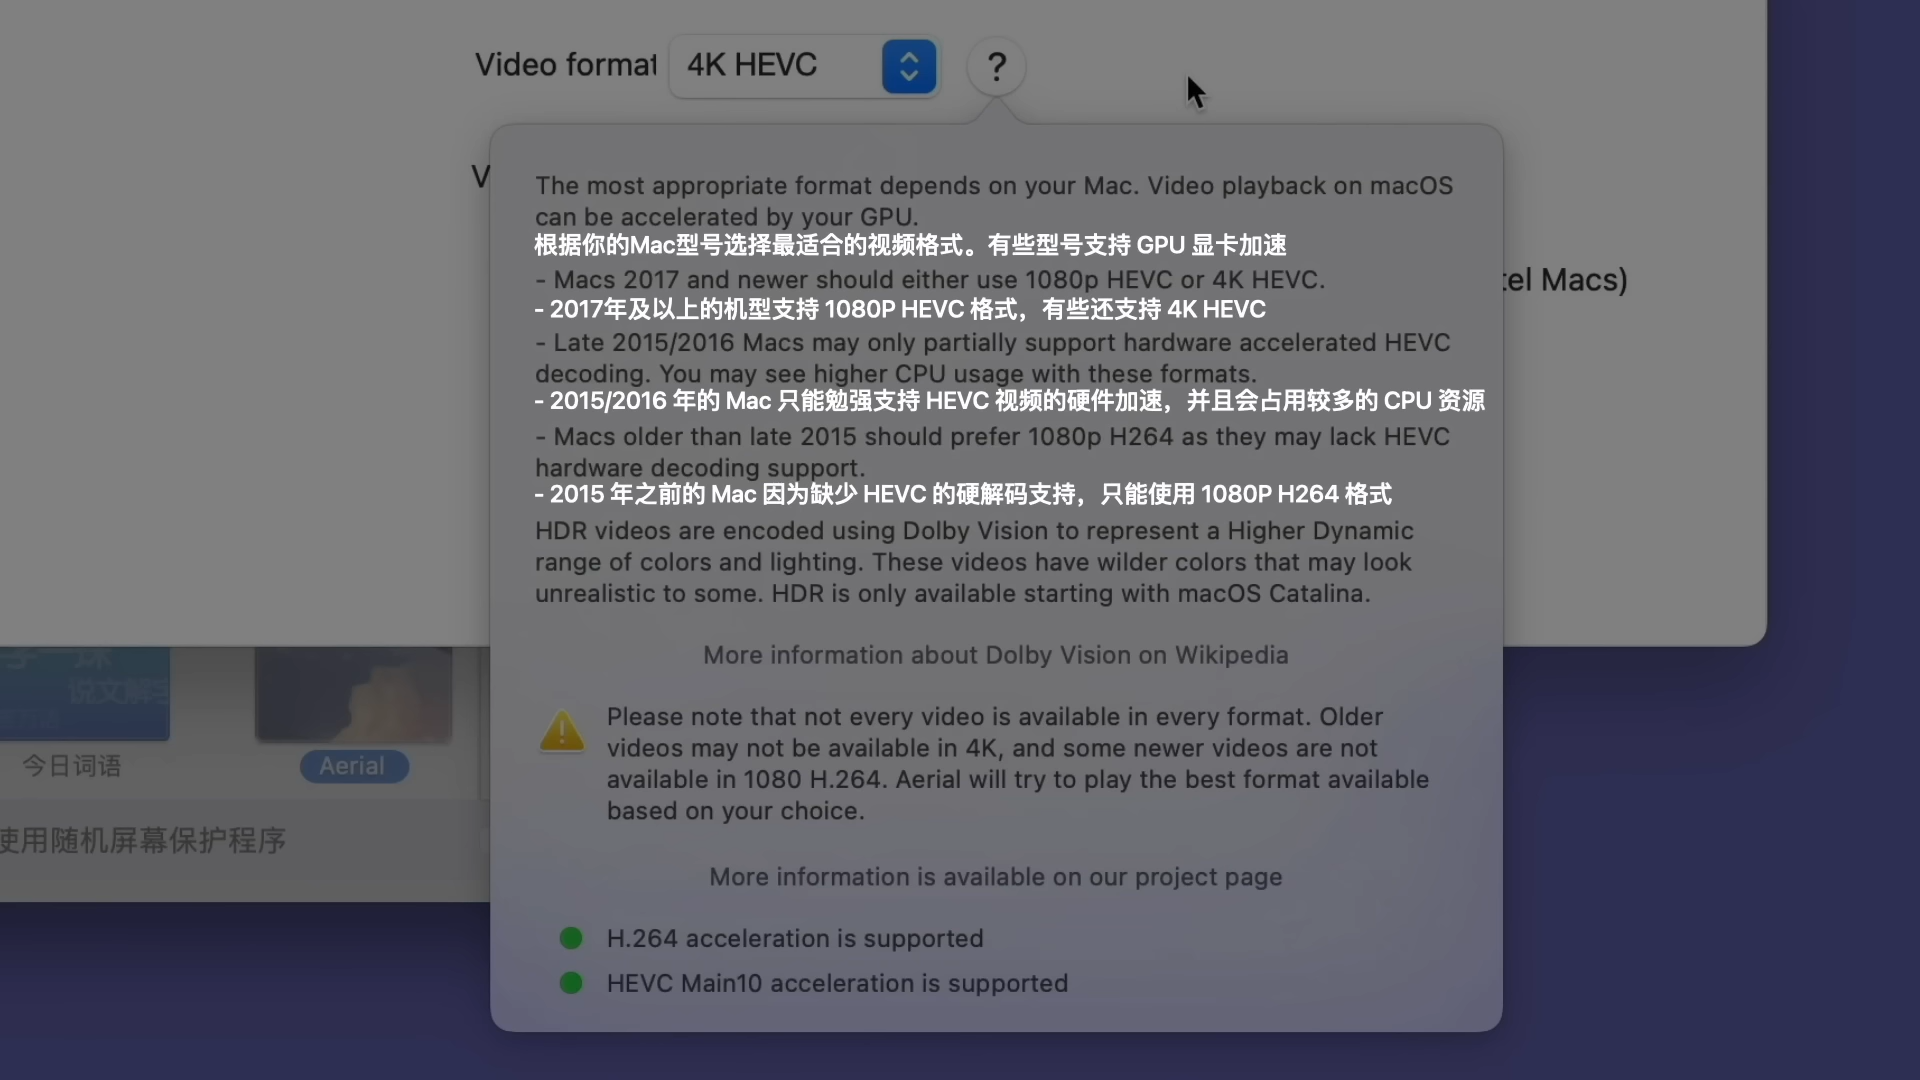 Video format 4K HEVC ?
V
The most appropriate format depends on your Mac. Video playback on macOS
can be accelerated by your GPU.
根据你的Mac型号选择最适合的视频格式。有些型号支持 GPU 显卡加速
- Macs 2017 and newer should either use 1080p HEVC or 4K HEVC.
tel Macs)
- 2017年及以上的机型支持 1080P HEVC 格式，有些还支持 4K HEVC
- Late 2015/2016 Macs may only partially support hardware accelerated HEVC
decoding. You may see higher CPU usage with these formats.
- 2015/2016 年的 Mac 只能勉强支持 HEVC 视频的硬件加速，并且会占用较多的 CPU 资源
- Macs older than late 2015 should prefer 1080p H264 as they may lack HEVC
hardware decoding support.
- 2015 年之前的 Mac 因为缺少 HEVC 的硬解码支持，只能使用 1080P H264 格式
HDR videos are encoded using Dolby Vision to represent a Higher Dynamic
range of colors and lighting. These videos have wilder colors that may look
unrealistic to some. HDR is only available starting with macOS Catalina.
More information about Dolby Vision on Wikipedia
说文解字
Please note that not every video is available in every format. Older
videos may not be available in 4K, and some newer videos are not
available in 1080 H.264. Aerial will try to play the best format available
based on your choice.
今日词语
Aerial
使用随机屏幕保护程序
More information is available on our project page
H.264 acceleration is supported
HEVC Main10 acceleration is supported